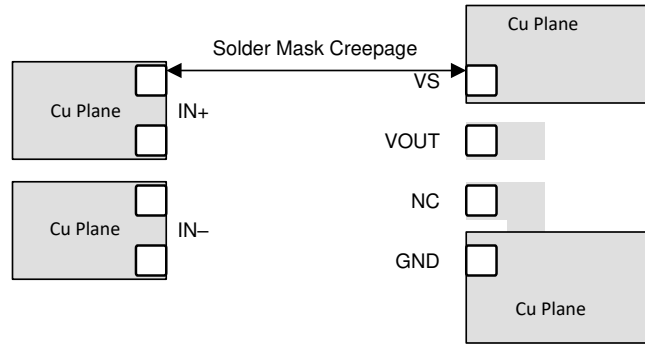 Cu Plane
Solder Mask Creepage
VS
Cu Plane
IN+
VOUT
NC
Cu Plane
IN–
GND
Cu Plane